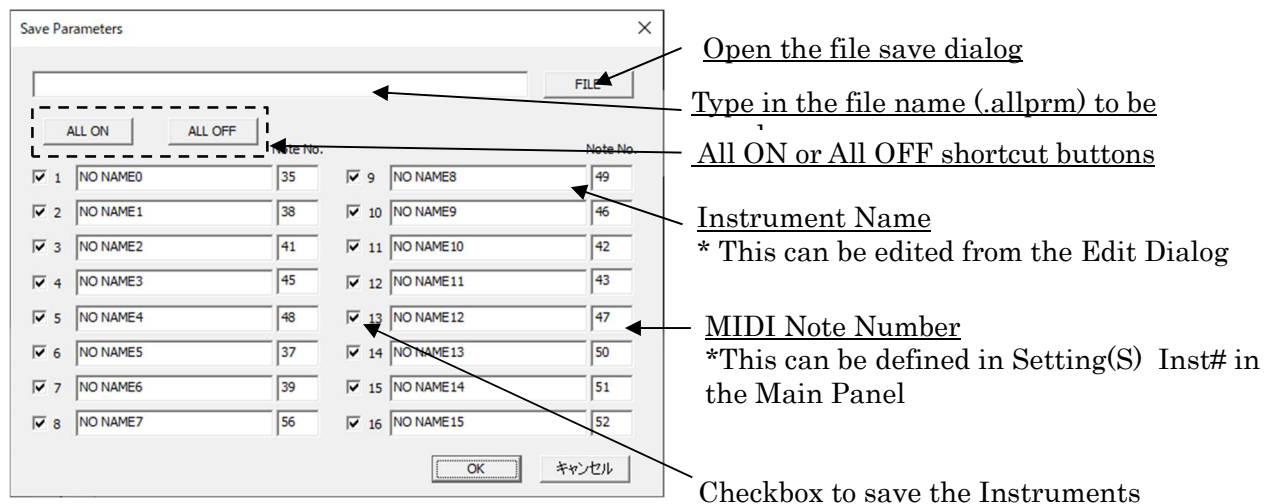 Save Parameters
Open the file save dialog
FILE
Type in the file name (.allprm) to be
ALL ON ALL OFF
All ON or All OFF shortcut buttons
Note No. Note No.
1 NO NAME0 35 9 NO NAME8 49
2 NO NAME1 38 10 NO NAME9 46
Instrument Name
* This can be edited from the Edit Dialog
3 NO NAME2 41 11 NO NAME10 42
4 NO NAME3 45 12 NO NAME11 43
5 NO NAME4 48 13 NO NAME12 47
MIDI Note Number
*This can be defined in Setting(S) Inst# in
the Main Panel
6 NO NAME5 37 14 NO NAME13 50
7 NO NAME6 39 15 NO NAME14 51
8 NO NAME7 56 16 NO NAME15 52
OK キャンセル
Checkbox to save the Instruments